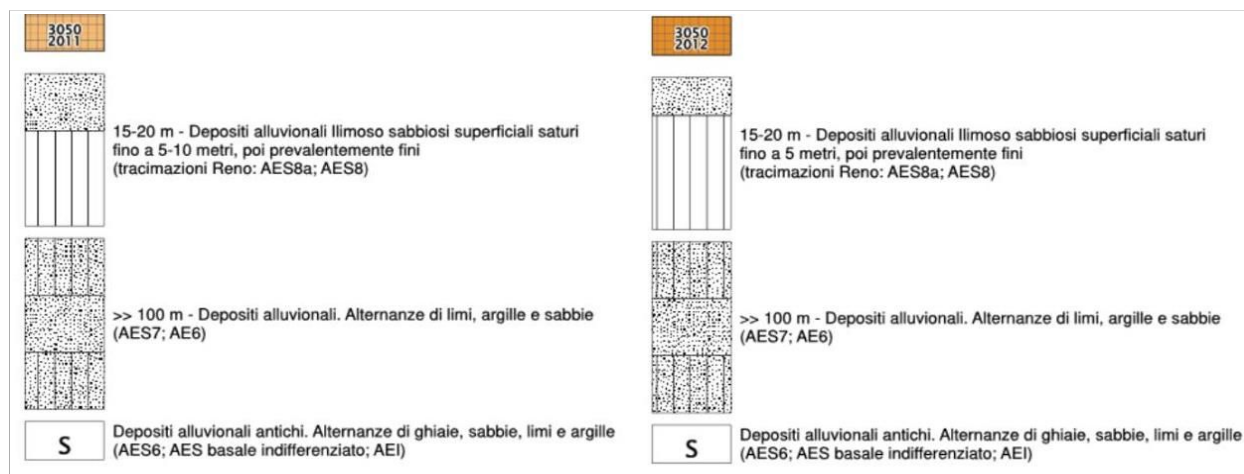 3050
2011
15-20 m - Depositi alluvionali llimoso sabbiosi superficiali saturi
fino a 5-10 metri, poi prevalentemente fini
(tracimazioni Reno: AES8a; AES8)
>> 100 m - Depositi alluvionali. Alternanze di limi, argille e sabbie
(AES7; AE6)
S
Depositi alluvionali antichi. Alternanze di ghiaie, sabbie, limi e argille
(AES6; AES basale indifferenziato; AEI)
3050
2012
15-20 m - Depositi alluvionali llimoso sabbiosi superficiali saturi
fino a 5 metri, poi prevalentemente fini
(tracimazioni Reno: AES8a; AES8)
>> 100 m - Depositi alluvionali. Alternanze di limi, argille e sabbie
(AES7; AE6)
S
Depositi alluvionali antichi. Alternanze di ghiaie, sabbie, limi e argille
(AES6; AES basale indifferenziato; AEI)